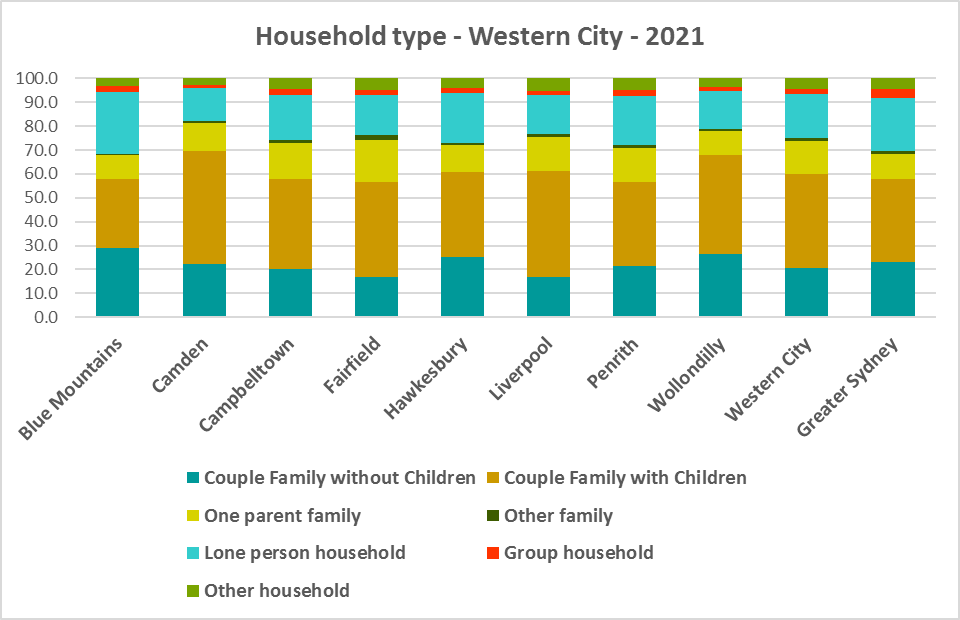 Household type - Western City - 2021
100.0
90.0
80.0
70.0
60.0
50.0
40.0
30.0
20.0
10.0
0.0
Blue Mountains
Camden
Campbelltown
Fairfield
Hawkesbury
Liverpool
Penrith
Wollondilly
Western City
Greater Sydney
Couple Family without Children
Couple Family with Children
One parent family
Other family
Lone person household
Group household
Other household